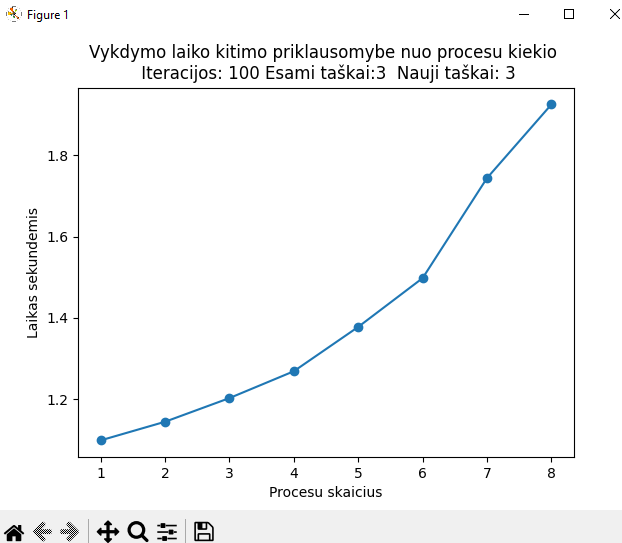 Figure 1
Vykdymo laiko kitimo priklausomybe nuo procesu kiekio
Iteracijos: 100 Esami taškai:3  Nauji taškai: 3
Laikas sekundemis
1.8
1.6
1.4
1.2
1 2 3 4 5 6 7 8
Procesu skaicius